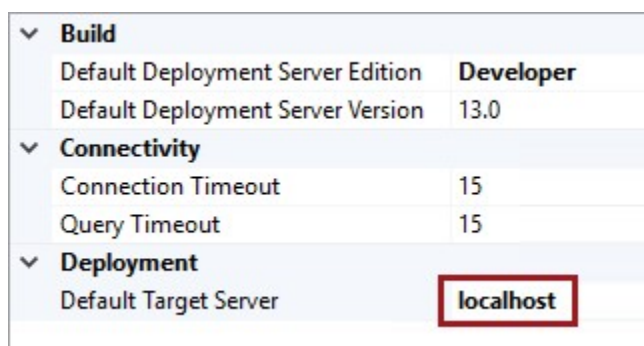 Build
Default Deployment Server Edition Developer
Default Deployment Server Version 13.0
Connectivity
Connection Timeout 15
Query Timeout 15
Deployment
Default Target Server localhost